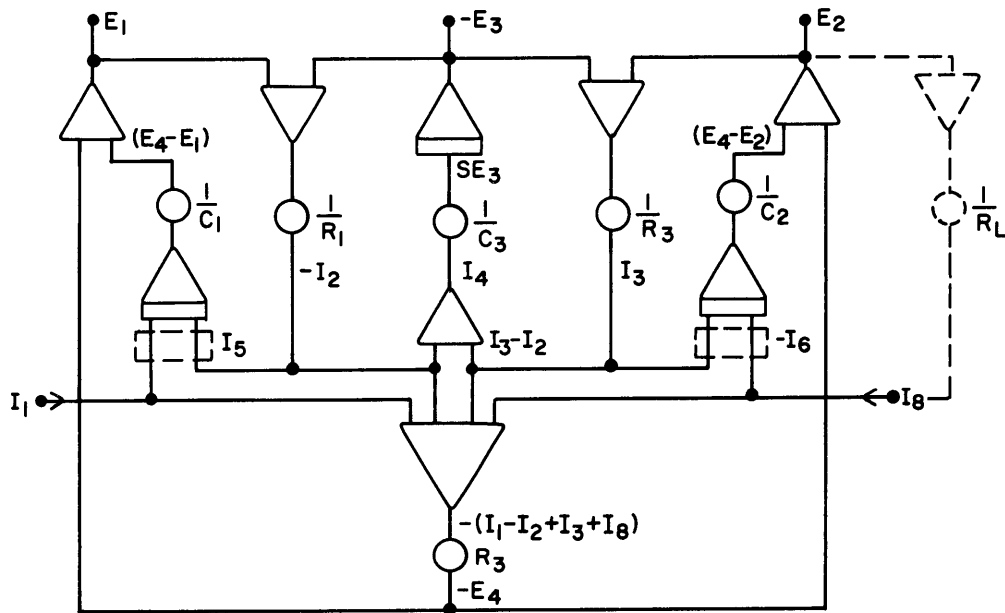 E1 -E3 E2
(E4-E1) (E4-E2)
SE3
1/C1 1/R1 1/C3 1/R3 1/C2 1/RL
-I2 I4 I3
I5 I3-I2 -I6
I1 I8
-(I1-I2+I3+I8)
R3
-E4